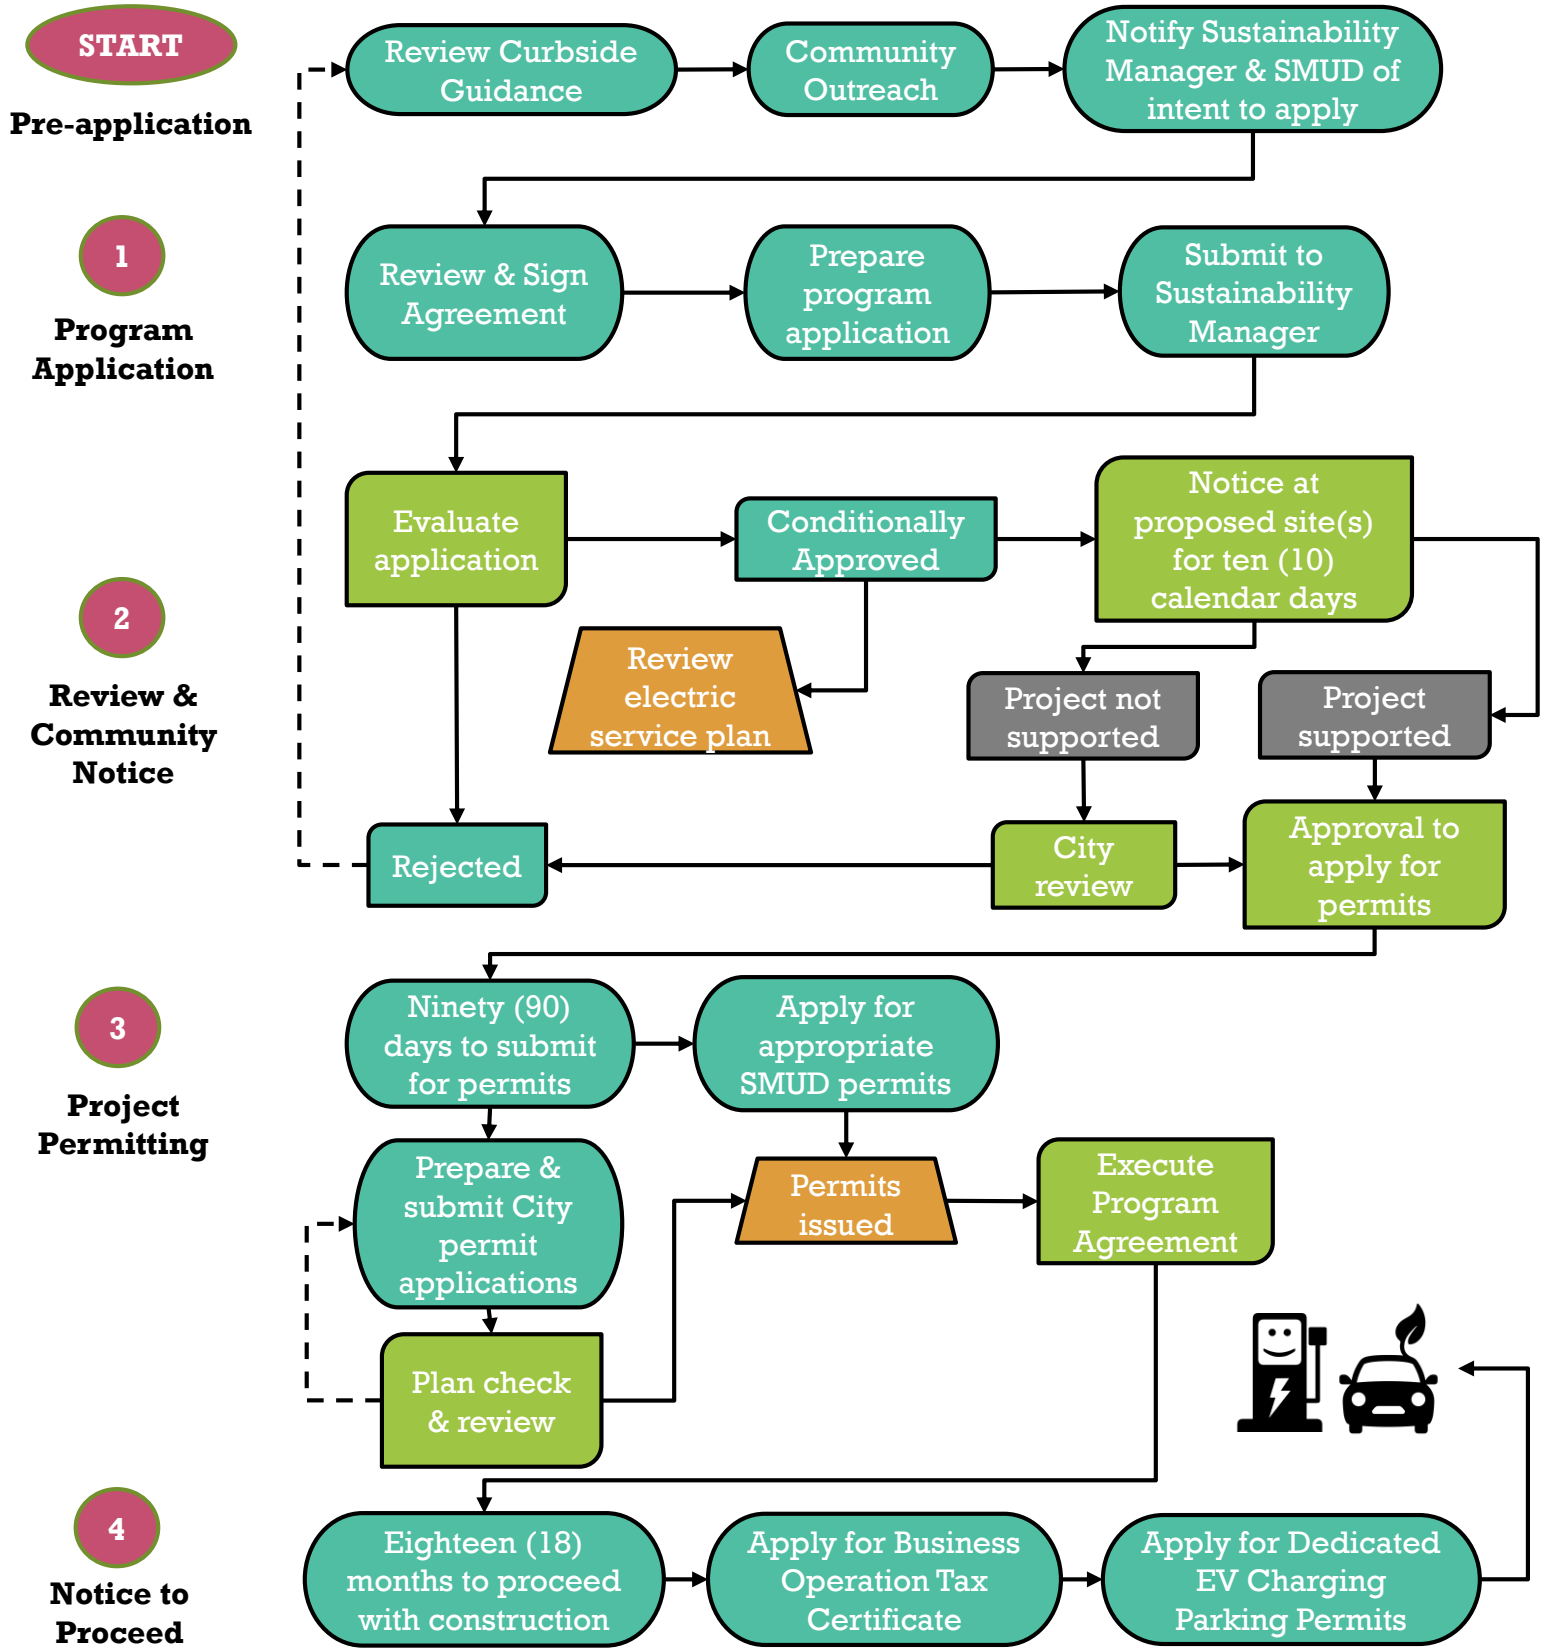 START
Pre-application
Review Curbside
Guidance
Community
Outreach
Notify Sustainability
Manager & SMUD of
intent to apply
1
Program
Application
Review & Sign
Agreement
Prepare
program
application
Submit to
Sustainability
Manager
2
Review &
Community
Notice
Evaluate
application
Conditionally
Approved
Notice at
proposed site(s)
for ten (10)
calendar days
Review
electric
service plan
Project not
supported
Project
supported
Rejected
City
review
Approval to
apply for
permits
3
Project
Permitting
Ninety (90)
days to submit
for permits
Apply for
appropriate
SMUD permits
Prepare &
submit City
permit
applications
Permits
issued
Execute
Program
Agreement
Plan check
& review
4
Notice to
Proceed
Eighteen (18)
months to proceed
with construction
Apply for Business
Operation Tax
Certificate
Apply for Dedicated
EV Charging
Parking Permits